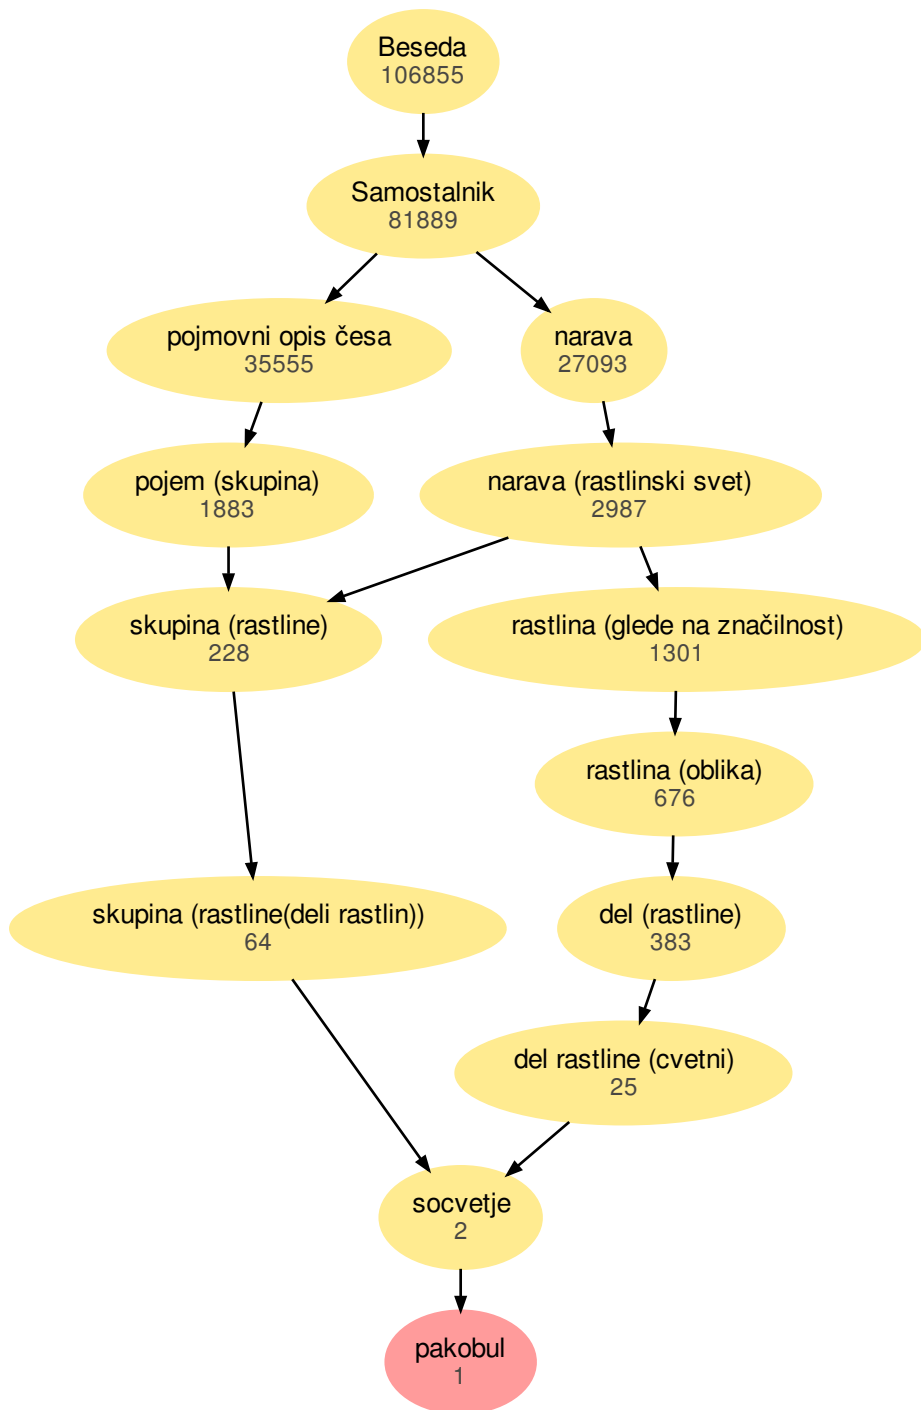 Beseda
106855
Samostalnik
81889
pojmovni opis česa
35555
narava
27093
pojem (skupina)
1883
narava (rastlinski svet)
2987
skupina (rastline)
228
rastlina (glede na značilnost)
1301
rastlina (oblika)
676
skupina (rastline(deli rastlin))
64
del (rastline)
383
del rastline (cvetni)
25
socvetje
2
pakobul
1